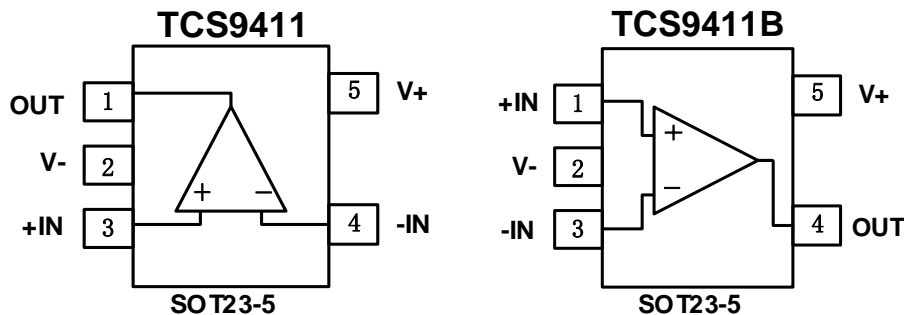 TCS9411
OUT 1
5 V+
V- 2
+ −
+IN 3
4 -IN
SOT23-5
TCS9411B
+IN 1
5 V+
+
V- 2
−
-IN 3
4 OUT
SOT23-5